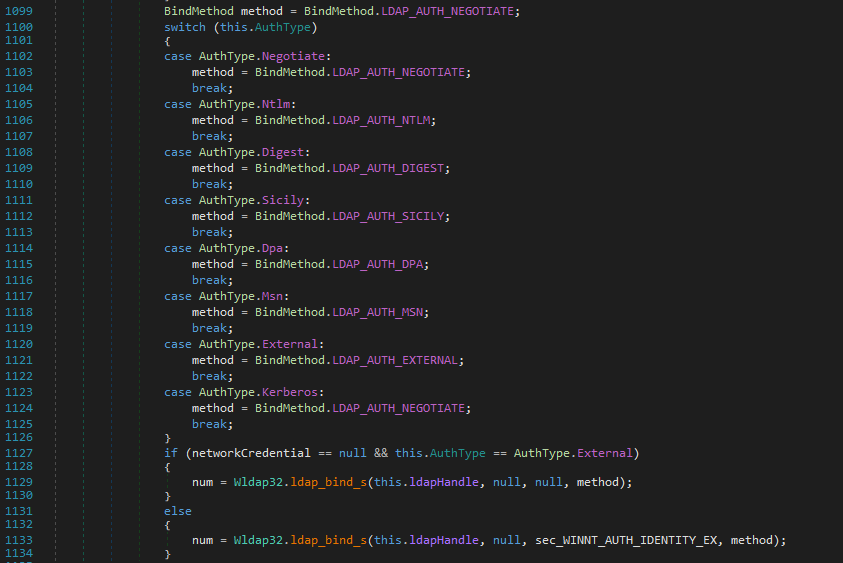 1099 BindMethod method = BindMethod.LDAP_AUTH_NEGOTIATE;
1100 switch (this.AuthType)
1101 {
1102 case AuthType.Negotiate:
1103 method = BindMethod.LDAP_AUTH_NEGOTIATE;
1104 break;
1105 case AuthType.Ntlm:
1106 method = BindMethod.LDAP_AUTH_NTLM;
1107 break;
1108 case AuthType.Digest:
1109 method = BindMethod.LDAP_AUTH_DIGEST;
1110 break;
1111 case AuthType.Sicily:
1112 method = BindMethod.LDAP_AUTH_SICILY;
1113 break;
1114 case AuthType.Dpa:
1115 method = BindMethod.LDAP_AUTH_DPA;
1116 break;
1117 case AuthType.Msn:
1118 method = BindMethod.LDAP_AUTH_MSN;
1119 break;
1120 case AuthType.External:
1121 method = BindMethod.LDAP_AUTH_EXTERNAL;
1122 break;
1123 case AuthType.Kerberos:
1124 method = BindMethod.LDAP_AUTH_NEGOTIATE;
1125 break;
1126 }
1127 if (networkCredential == null && this.AuthType == AuthType.External)
1128 {
1129 num = Wldap32.ldap_bind_s(this.ldapHandle, null, null, method);
1130 }
1131 else
1132 {
1133 num = Wldap32.ldap_bind_s(this.ldapHandle, null, sec_WINNT_AUTH_IDENTITY_EX, method);
1134 }